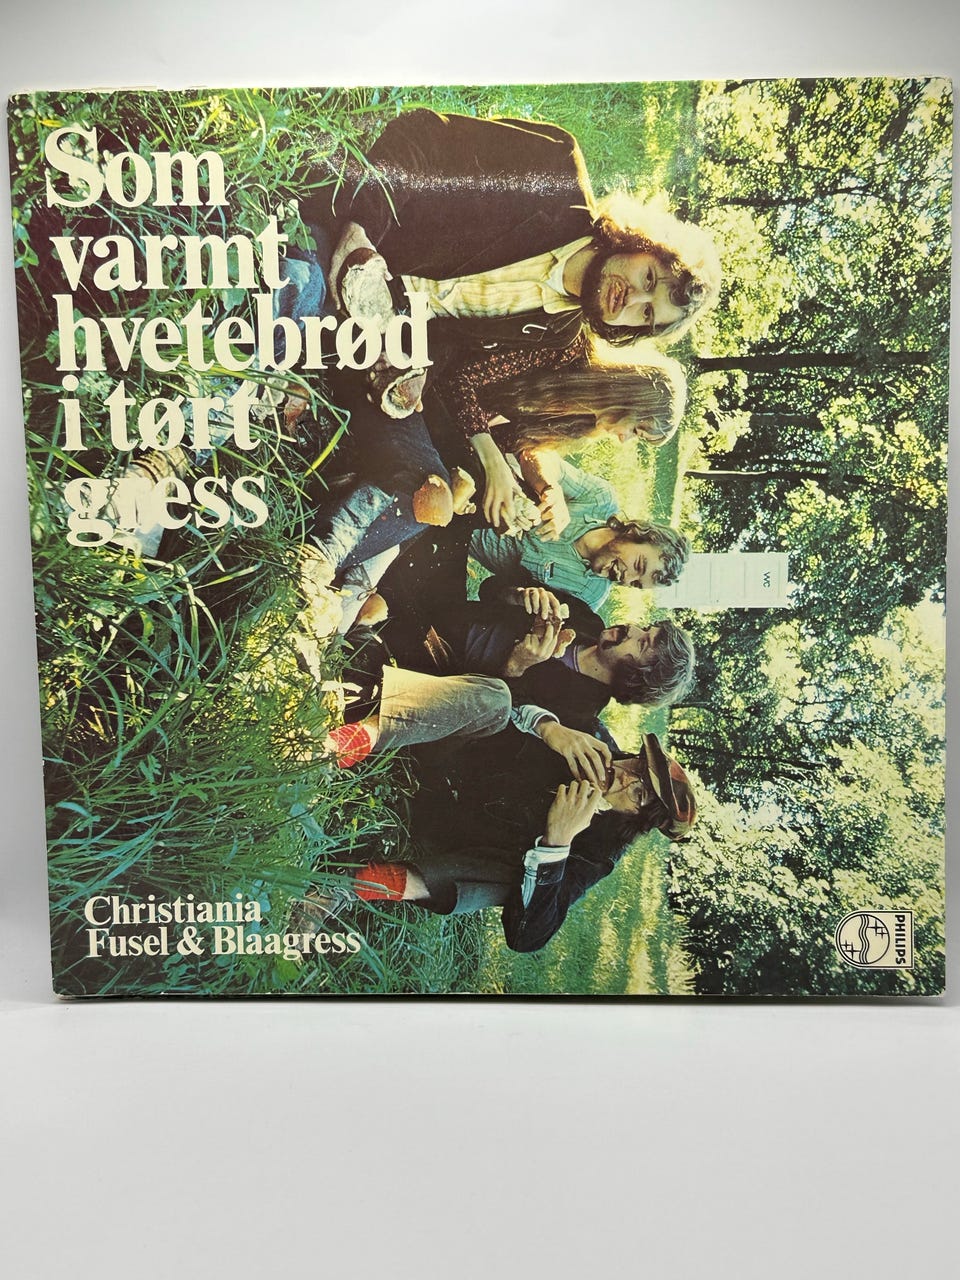 Som
varmt
hvetebrød
i tørt
gress
WC
Christiania
Fusel & Blaagress
PHILIPS